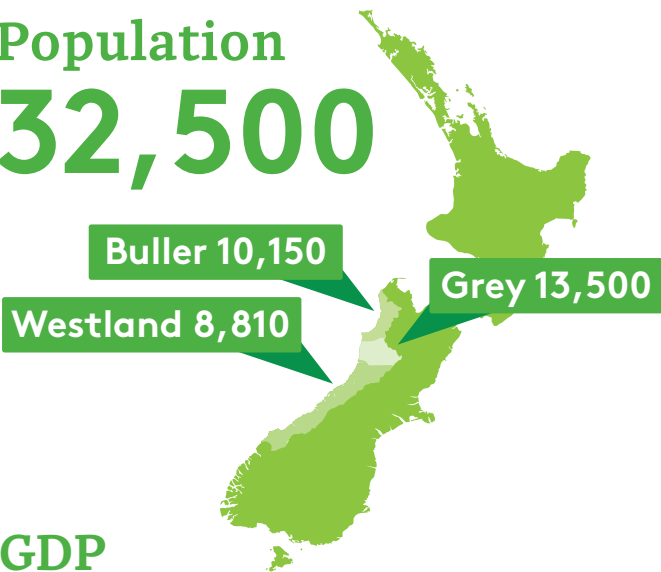 Population
32,500
Buller 10,150
Grey 13,500
Westland 8,810
GDP